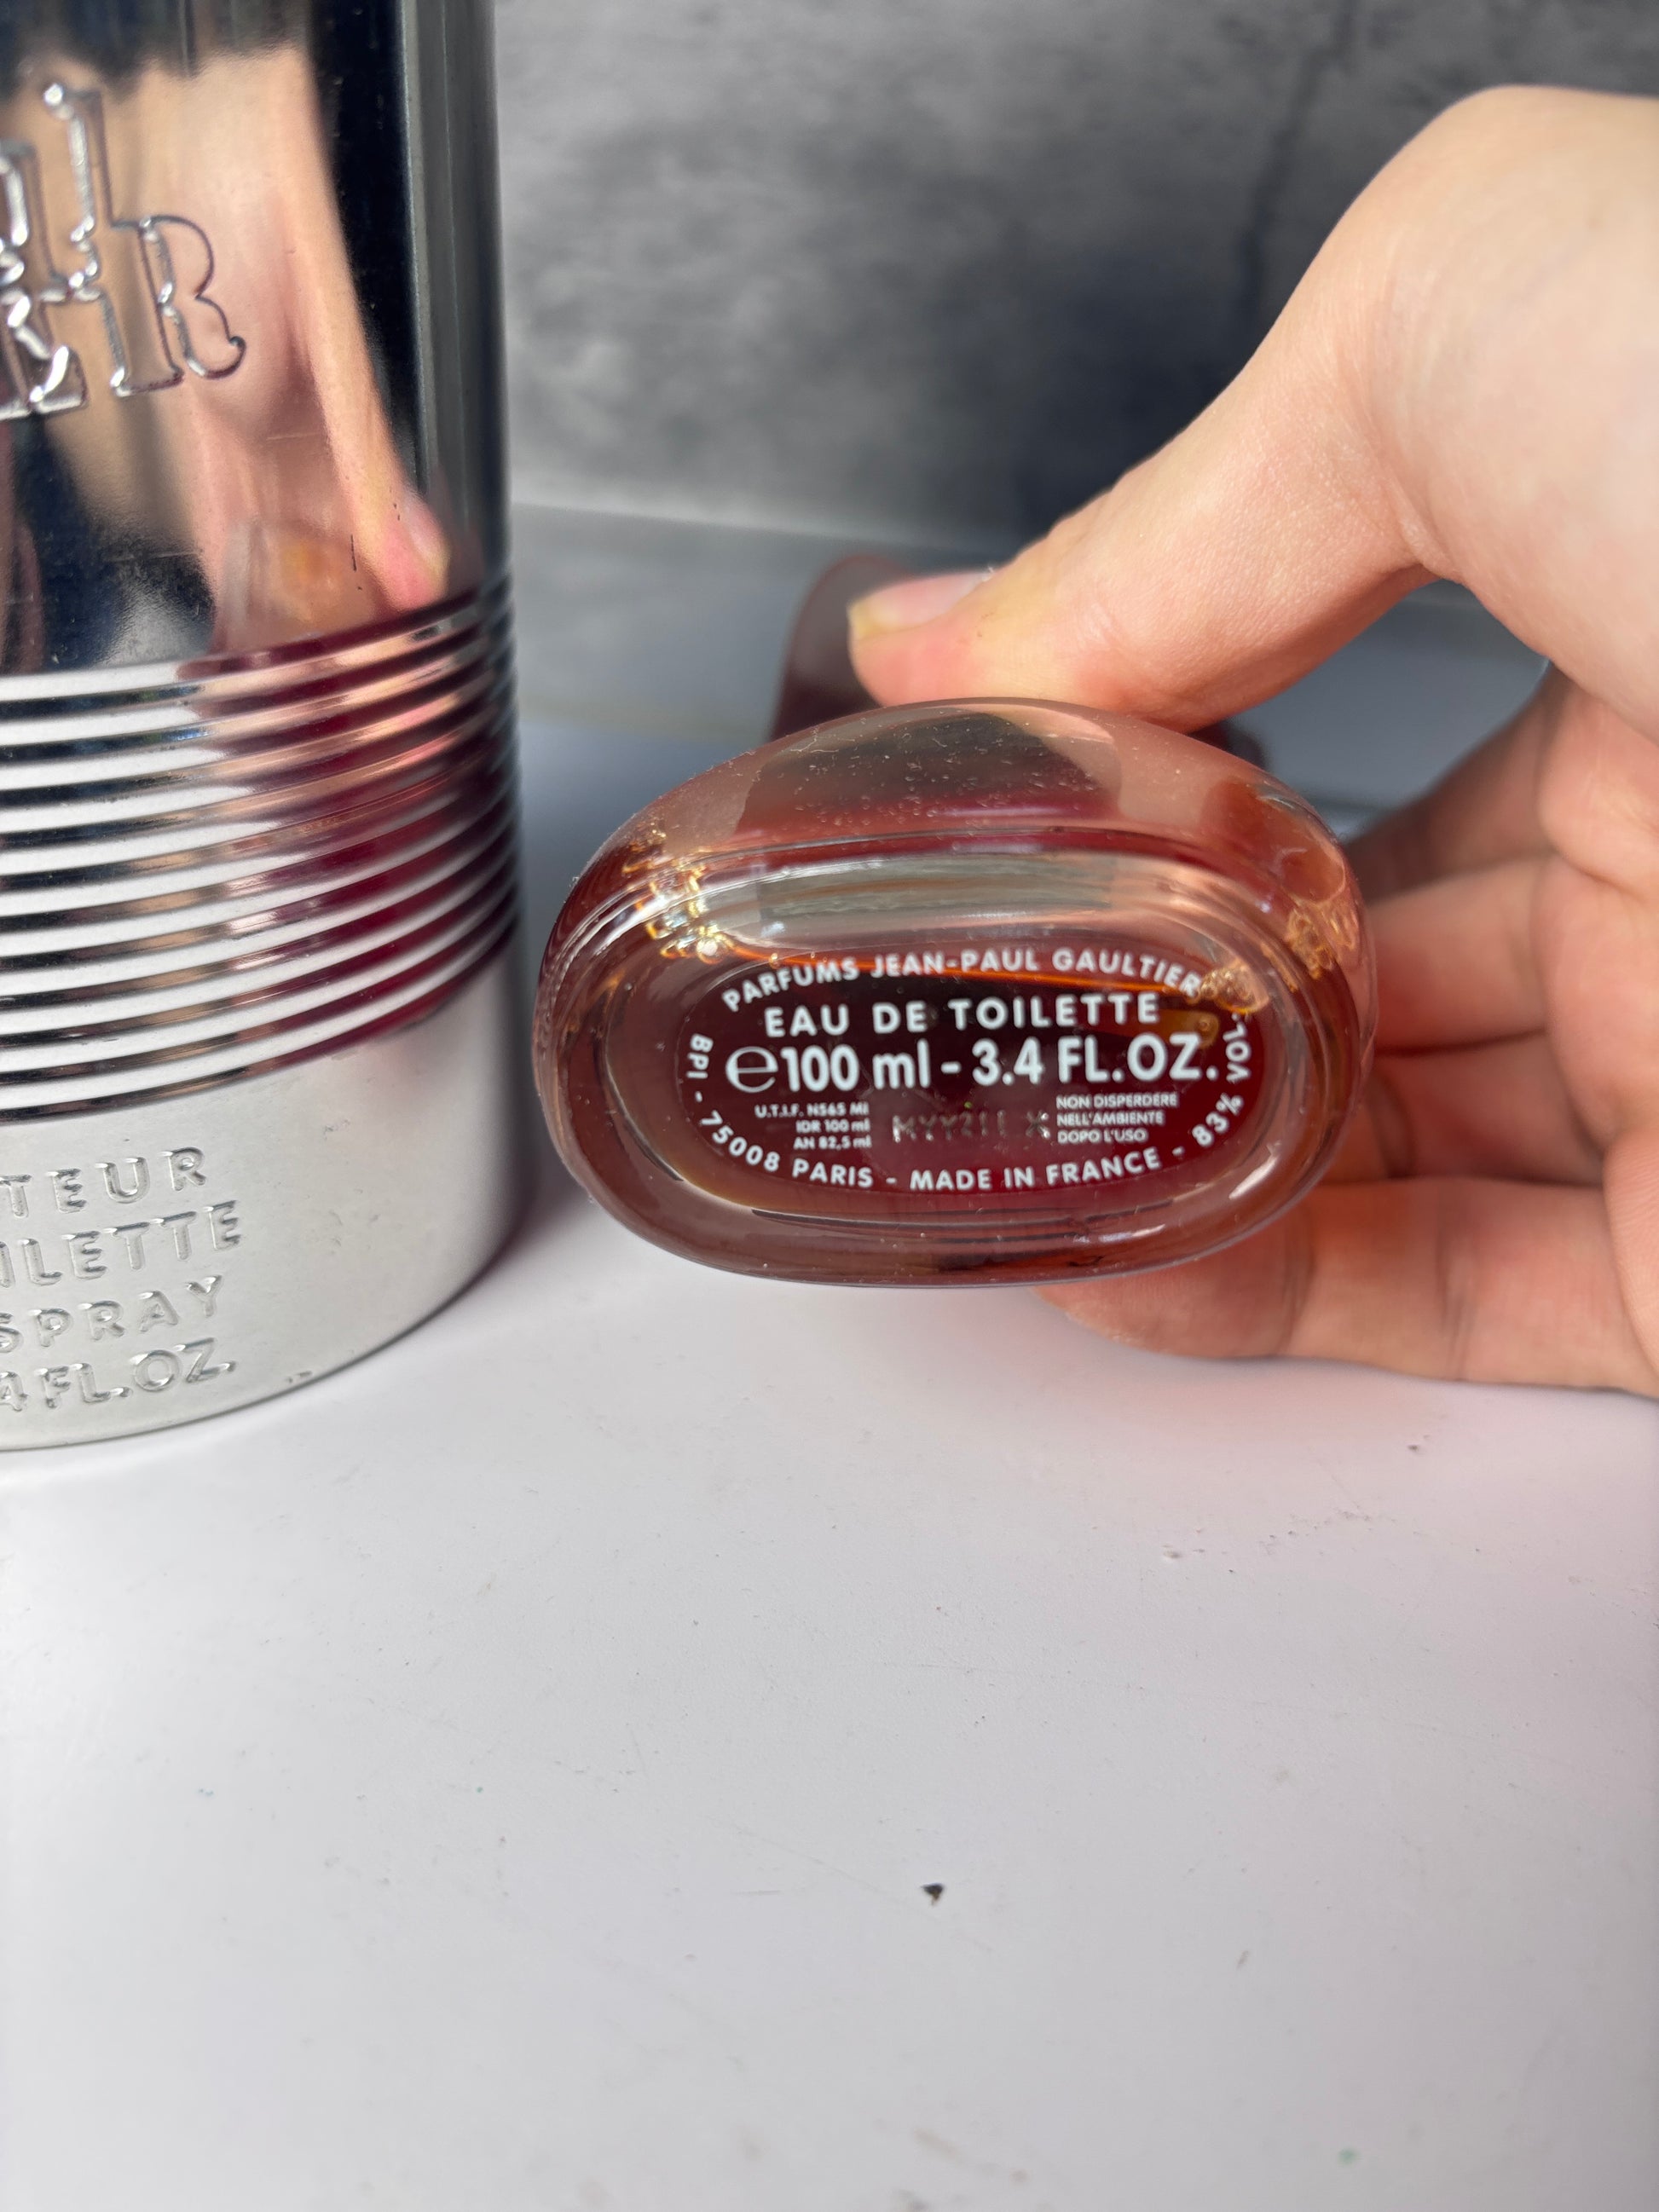 TEUR
ILETTE
SPRAY
4 FL.OZ.
PARFUMS JEAN-PAUL GAULTIER
EAU DE TOILETTE
℮100 ml - 3.4 FL.OZ.
U.T.I.F. N565 MI
IDR 100 ml
AN 82,5 ml
NON DISPERDERE
NELL'AMBIENTE
DOPO L'USO
BPI - 75008 PARIS - MADE IN FRANCE - 83% VOL.